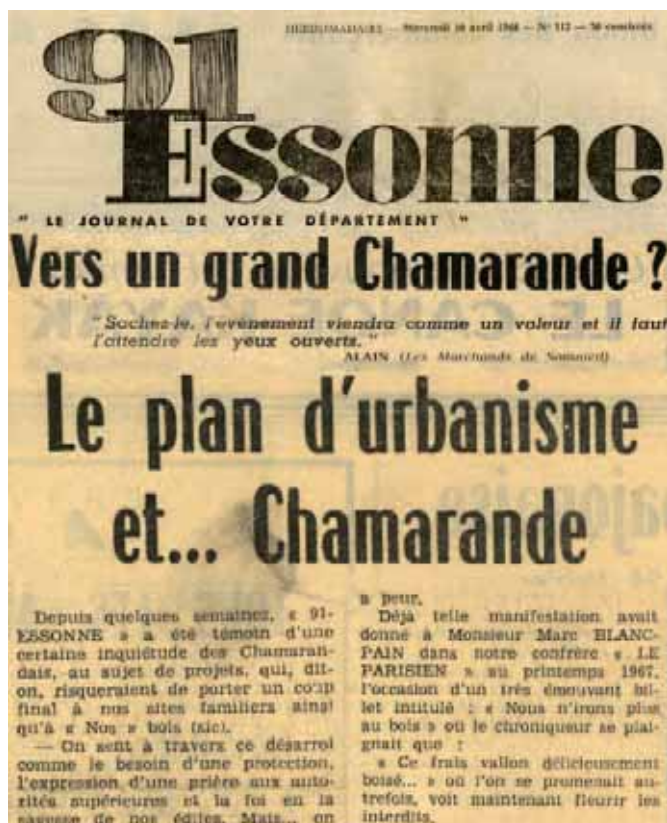 HEBDOMADAIRE — Mercredi 10 avril 1968 — N° 112 — 50 centimes
91
Essonne
" LE JOURNAL DE VOTRE DÉPARTEMENT "
Vers un grand Chamarande ?
"Sachez-le, l'evénement viendra comme un voleur et il faut
l'attendre les yeux ouverts."
ALAIN (Les Marchands de Sommeil)
Le plan d'urbanisme
et... Chamarande
Depuis quelques semaines, « 91-
ESSONNE » a été témoin d'une
certaine inquiétude des Chamaran-
dais, au sujet de projets, qui, dit-
on, risqueraient de porter un coup
final à nos sites familiers ainsi
qu'à « Nos » bois (sic).
— On sent à travers ce désarroi
comme le besoin d'une protection,
l'expression d'une prière aux auto-
rités supérieures et la foi en la
sagesse de nos édiles. Mais... on
a peur.
Déjà telle manifestation avait
donné à Monsieur Marc BLANC-
PAIN dans notre confrère « LE
PARISIEN » au printemps 1967,
l'occasion d'un très émouvant bil-
let intitulé : « Nous n'irons plus
au bois » où le chroniqueur se plai-
gnait que :
« Ce frais vallon délicieusement
boisé... » où l'on se promenait au-
trefois, voit maintenant fleurir les
interdits.